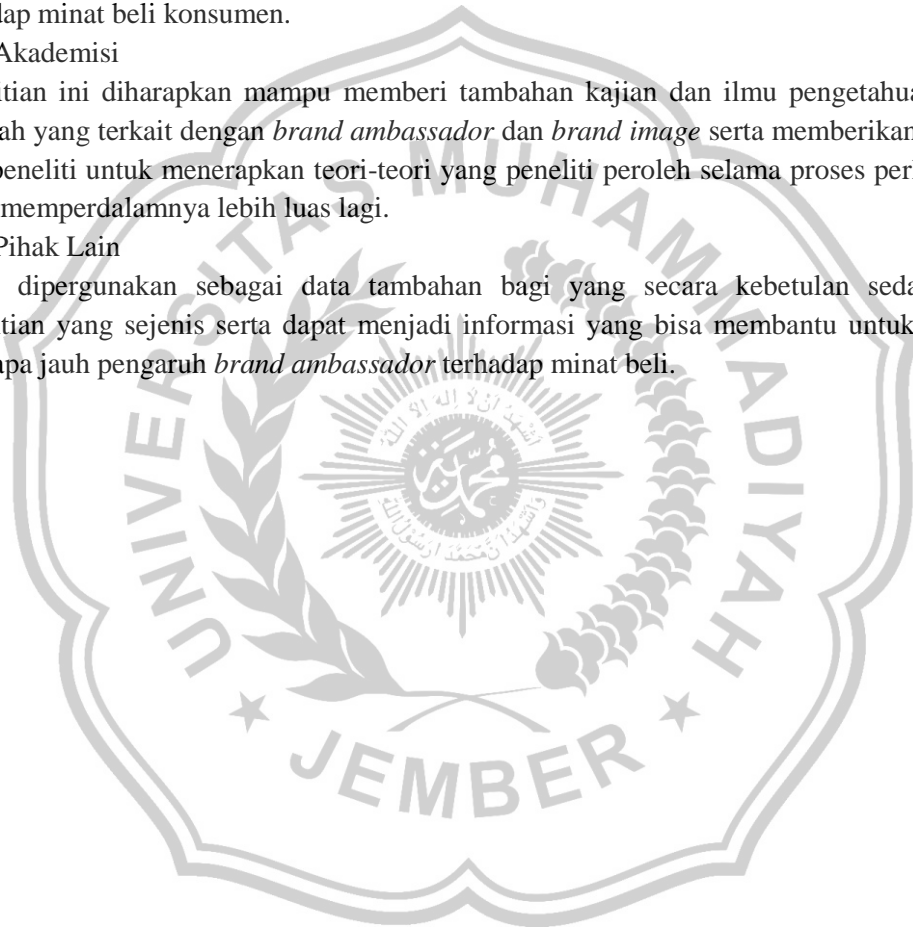 dap minat beli konsumen.
Akademisi
itian ini diharapkan mampu memberi tambahan kajian dan ilmu pengetahua
ah yang terkait dengan brand ambassador dan brand image serta memberikan
peneliti untuk menerapkan teori-teori yang peneliti peroleh selama proses per
memperdalamnya lebih luas lagi.
Pihak Lain
dipergunakan sebagai data tambahan bagi yang secara kebetulan seda
itian yang sejenis serta dapat menjadi informasi yang bisa membantu untuk
apa jauh pengaruh brand ambassador terhadap minat beli.
UNIVERSITAS MUHAMMADIYAH
JEMBER